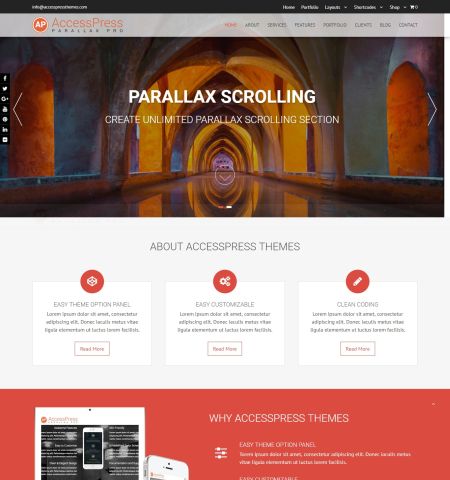 info@accesspressthemes.com
Home Portfolio Layouts Shortcodes Shop 0
AP AccessPress
PARALLAX PRO
HOME ABOUT SERVICES FEATURES PORTFOLIO CLIENTS BLOG CONTACT
PARALLAX SCROLLING
CREATE UNLIMITED PARALLAX SCROLLING SECTION
ABOUT ACCESSPRESS THEMES
EASY THEME OPTION PANEL
Lorem ipsum dolor sit amet, consectetur
adipiscing elit. Donec iaculis metus vitae
ligula elementum ut luctus lorem facilisis.
Read More
EASY CUSTOMIZABLE
Lorem ipsum dolor sit amet, consectetur
adipiscing elit. Donec iaculis metus vitae
ligula elementum ut luctus lorem facilisis.
Read More
CLEAN CODING
Lorem ipsum dolor sit amet, consectetur
adipiscing elit. Donec iaculis metus vitae
ligula elementum ut luctus lorem facilisis.
Read More
AccessPress
WHY ACCESSPRESS THEMES
EASY THEME OPTION PANEL
Lorem ipsum dolor sit amet, consectetur adipiscing elit. Donec
iaculis metus vitae ligula elementum ut luctus lorem facilisis.
EASY CUSTOMIZABLE